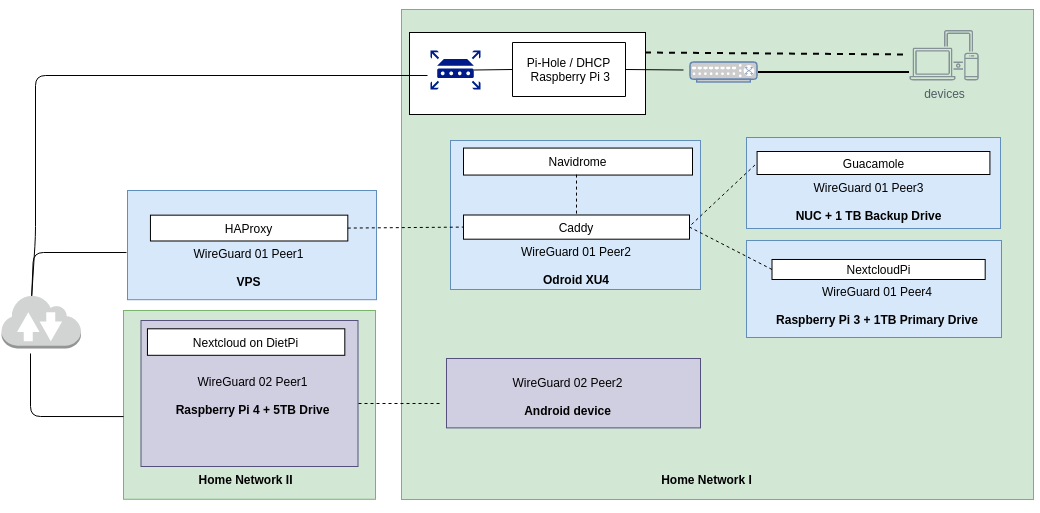 Pi-Hole / DHCP
Raspberry Pi 3
devices
Navidrome
Caddy
WireGuard 01 Peer2
Odroid XU4
Guacamole
WireGuard 01 Peer3
NUC + 1 TB Backup Drive
NextcloudPi
WireGuard 01 Peer4
Raspberry Pi 3 + 1TB Primary Drive
HAProxy
WireGuard 01 Peer1
VPS
Nextcloud on DietPi
WireGuard 02 Peer1
Raspberry Pi 4 + 5TB Drive
Home Network II
WireGuard 02 Peer2
Android device
Home Network I